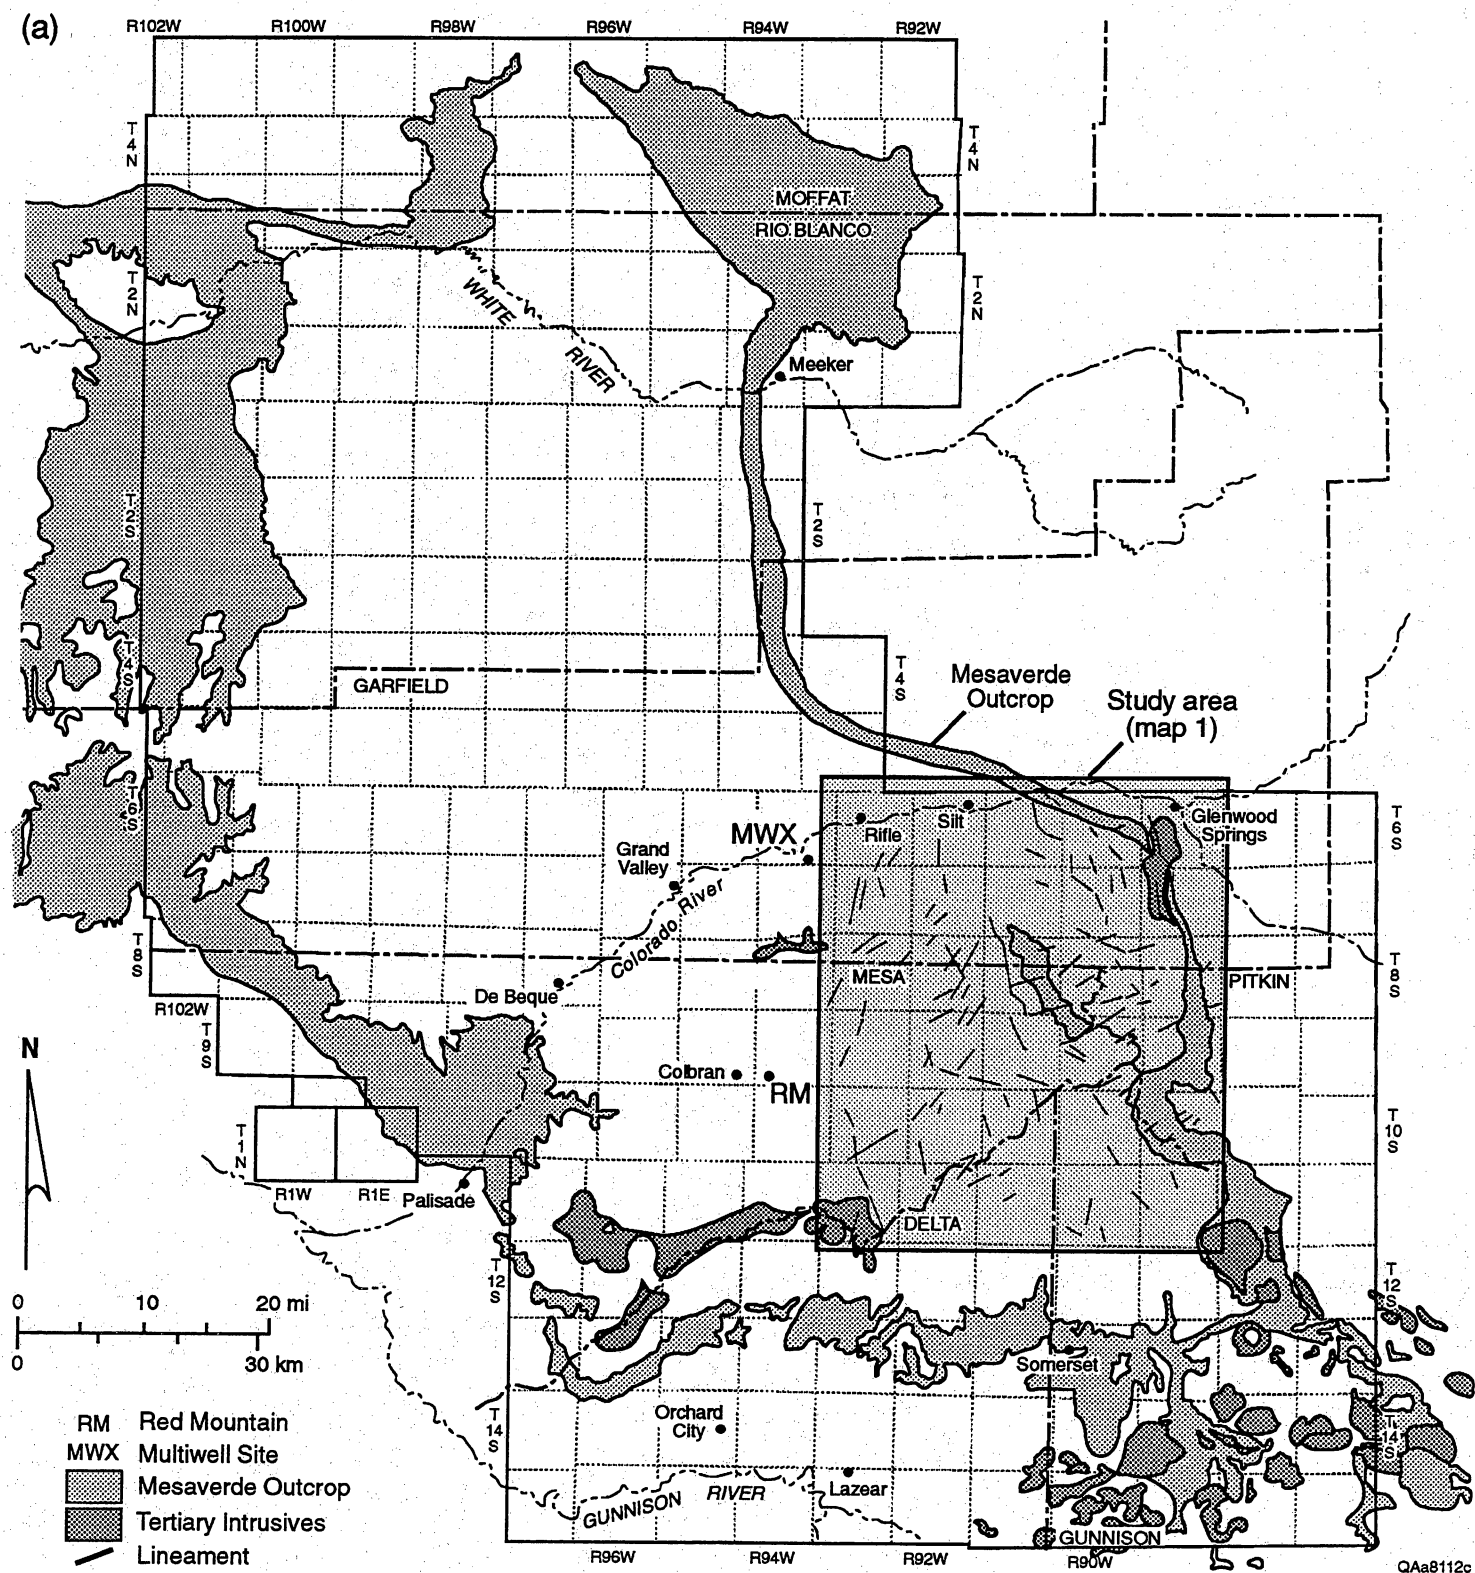 (a)
R102W R100W R98W R96W R94W R92W
T4N
T4N
MOFFAT
RIO BLANCO
T2N
T2N
WHITE
RIVER
Meeker
T2S
T2S
T4S
T4S
GARFIELD
Mesaverde
Outcrop
Study area
(map 1)
T6S
T6S
MWX
Rifle
Silt
Glenwood
Springs
Grand
Valley
Colorado River
T8S
MESA
PITKIN
T8S
De Beque
R102W
T9S
N
Colbran
RM
T10S
T1N
R1W R1E
Palisade
DELTA
T12S
T12S
0 10 20 mi
0 30 km
Somerset
Orchard
City
T14S
T14S
Lazear
GUNNISON RIVER
GUNNISON
R96W R94W R92W R90W
RM Red Mountain
MWX Multiwell Site
Mesaverde Outcrop
Tertiary Intrusives
Lineament
QAa8112c